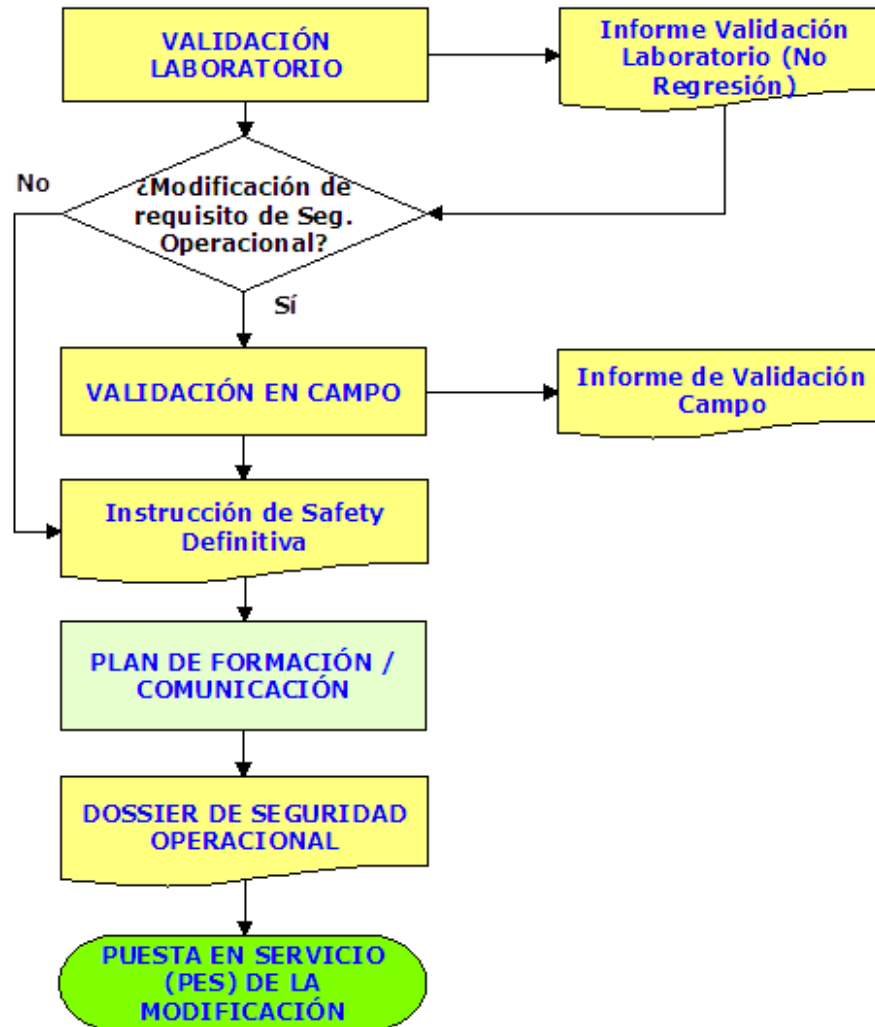 VALIDACIÓN
LABORATORIO
Informe Validación
Laboratorio (No
Regresión)
No
¿Modificación de
requisito de Seg.
Operacional?
Sí
VALIDACIÓN EN CAMPO
Informe de Validación
Campo
Instrucción de Safety
Definitiva
PLAN DE FORMACIÓN /
COMUNICACIÓN
DOSSIER DE SEGURIDAD
OPERACIONAL
PUESTA EN SERVICIO
(PES) DE LA
MODIFICACIÓN